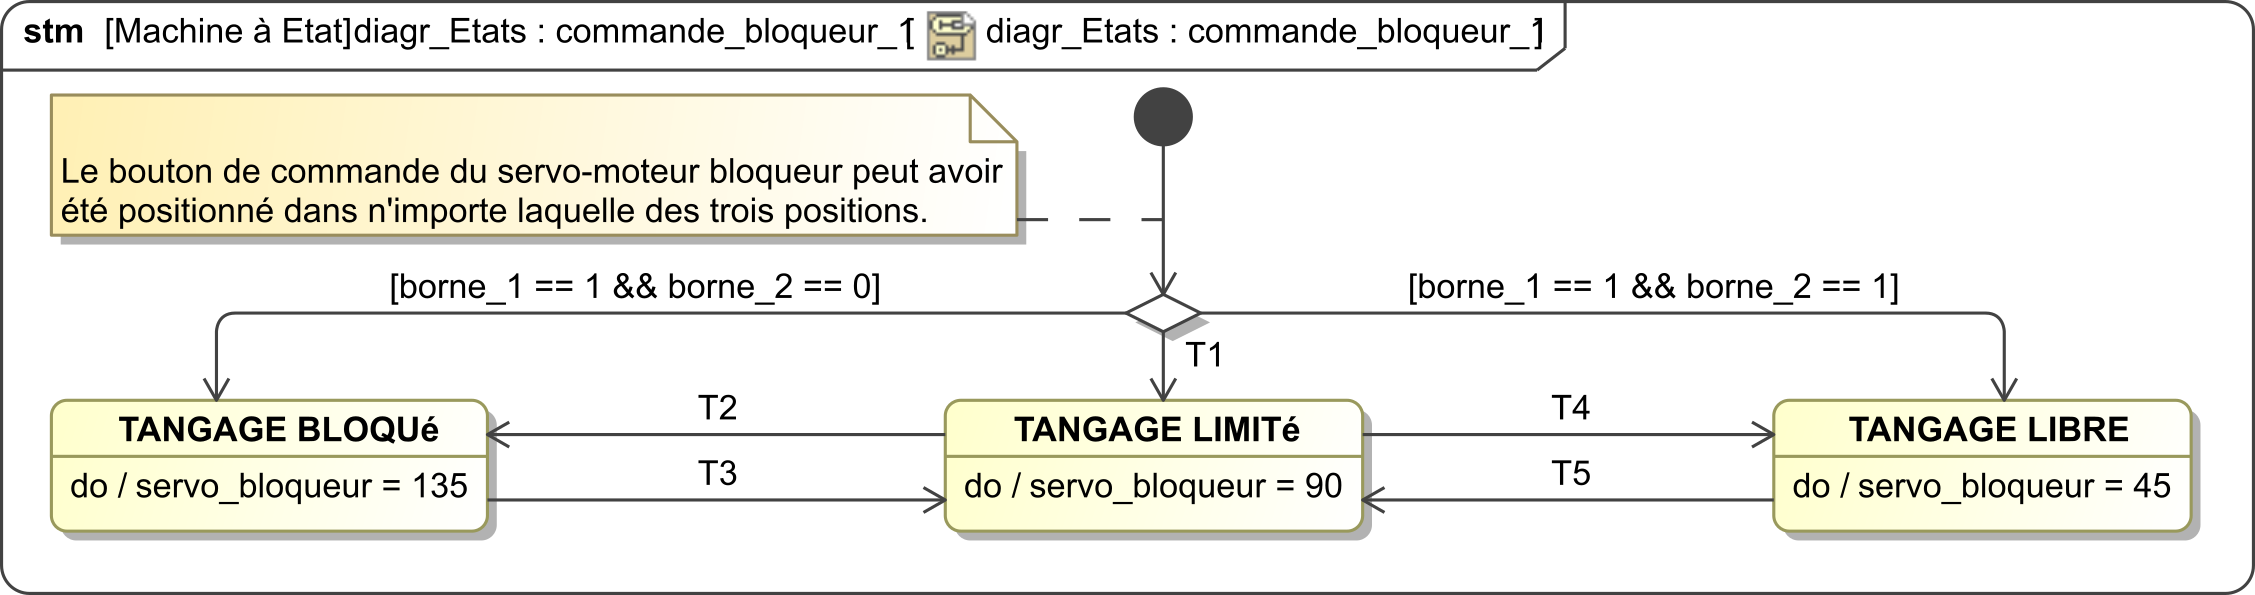 stm [Machine à Etat]diagr_Etats : commande_bloqueur_1[ diagr_Etats : commande_bloqueur_1]
Le bouton de commande du servo-moteur bloqueur peut avoir
été positionné dans n'importe laquelle des trois positions.
[borne_1 == 1 && borne_2 == 0]
[borne_1 == 1 && borne_2 == 1]
T1
TANGAGE BLOQUé
do / servo_bloqueur = 135
T2
T3
TANGAGE LIMITé
do / servo_bloqueur = 90
T4
T5
TANGAGE LIBRE
do / servo_bloqueur = 45